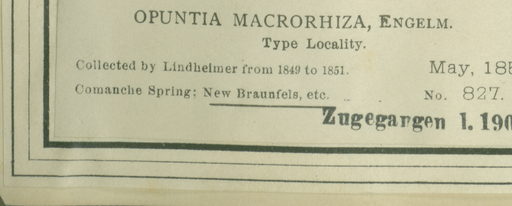 OPUNTIA MACRORHIZA, ENGELM.
Type Locality.
Collected by Lindheimer from 1849 to 1851. May, 185
Comanche Spring: New Braunfels, etc. No. 827.
Zugegangen 1.190